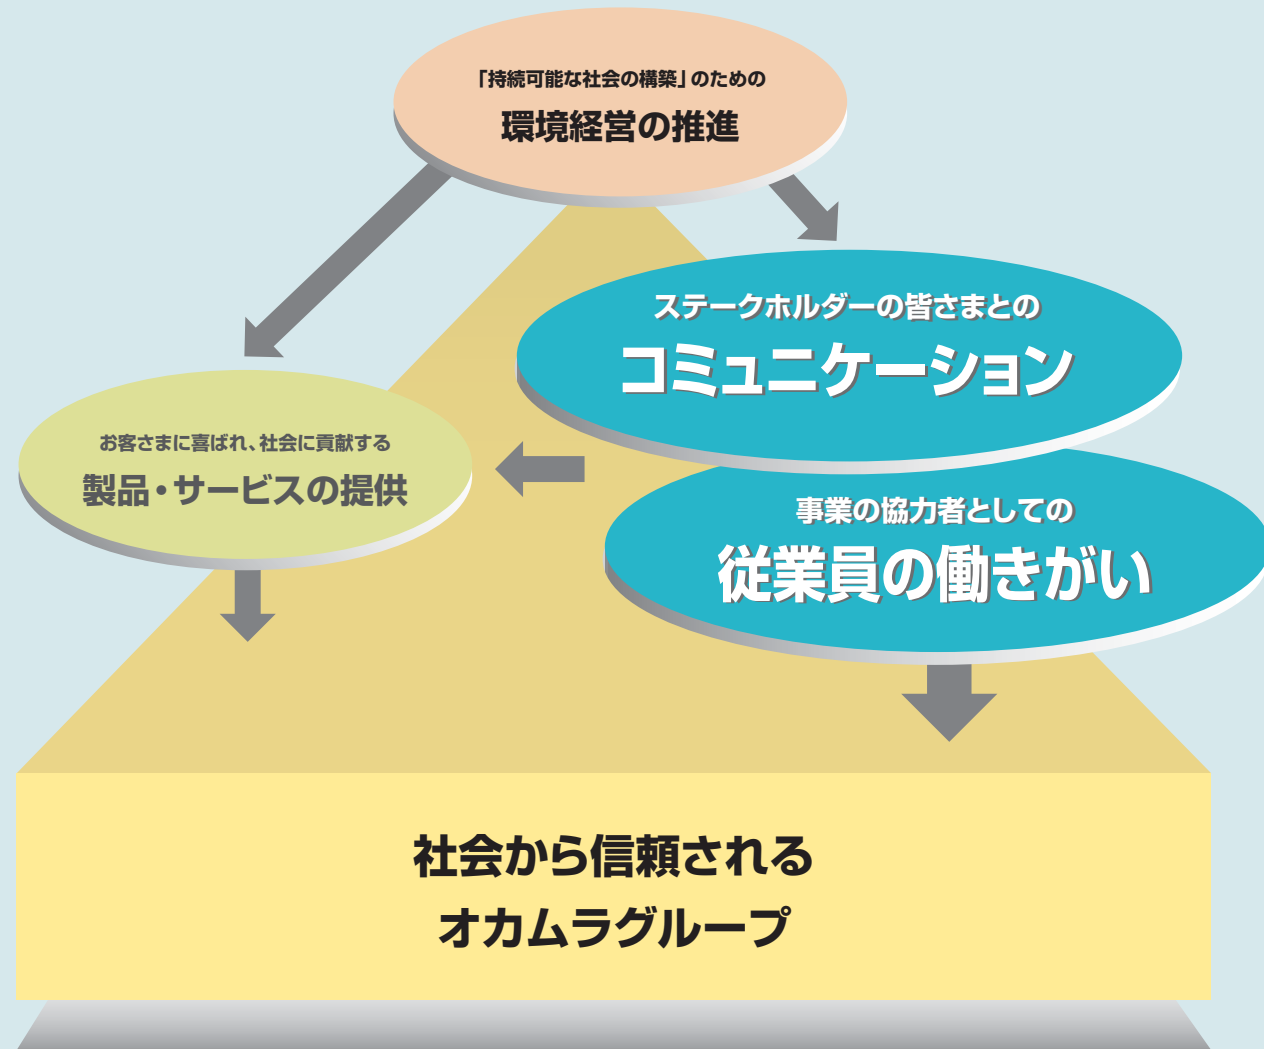 「持続可能な社会の構築」のための
環境経営の推進
ステークホルダーの皆さまとの
コミュニケーション
お客さまに喜ばれ、社会に貢献する
製品・サービスの提供
事業の協力者としての
従業員の働きがい
社会から信頼される
オカムラグループ